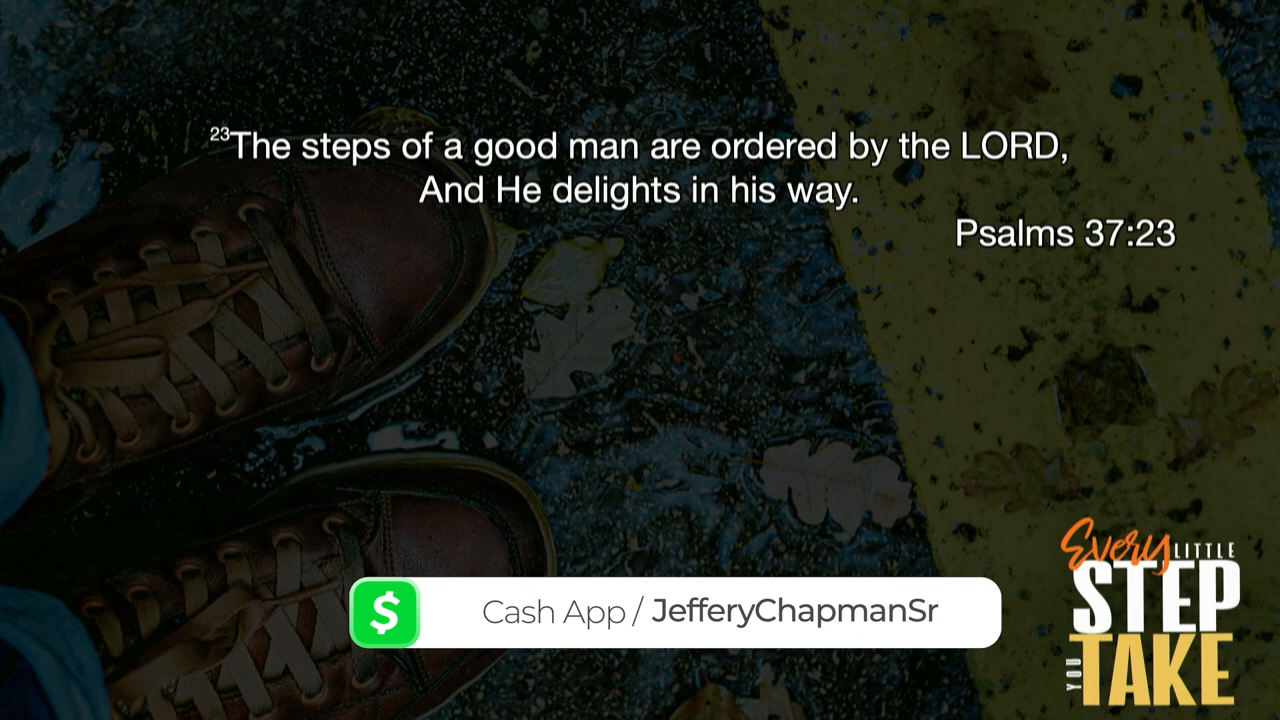 23The steps of a good man are ordered by the LORD,
And He delights in his way.
Psalms 37:23
$ Cash App / JefferyChapmanSr
Every LITTLE
STEP
YOU TAKE